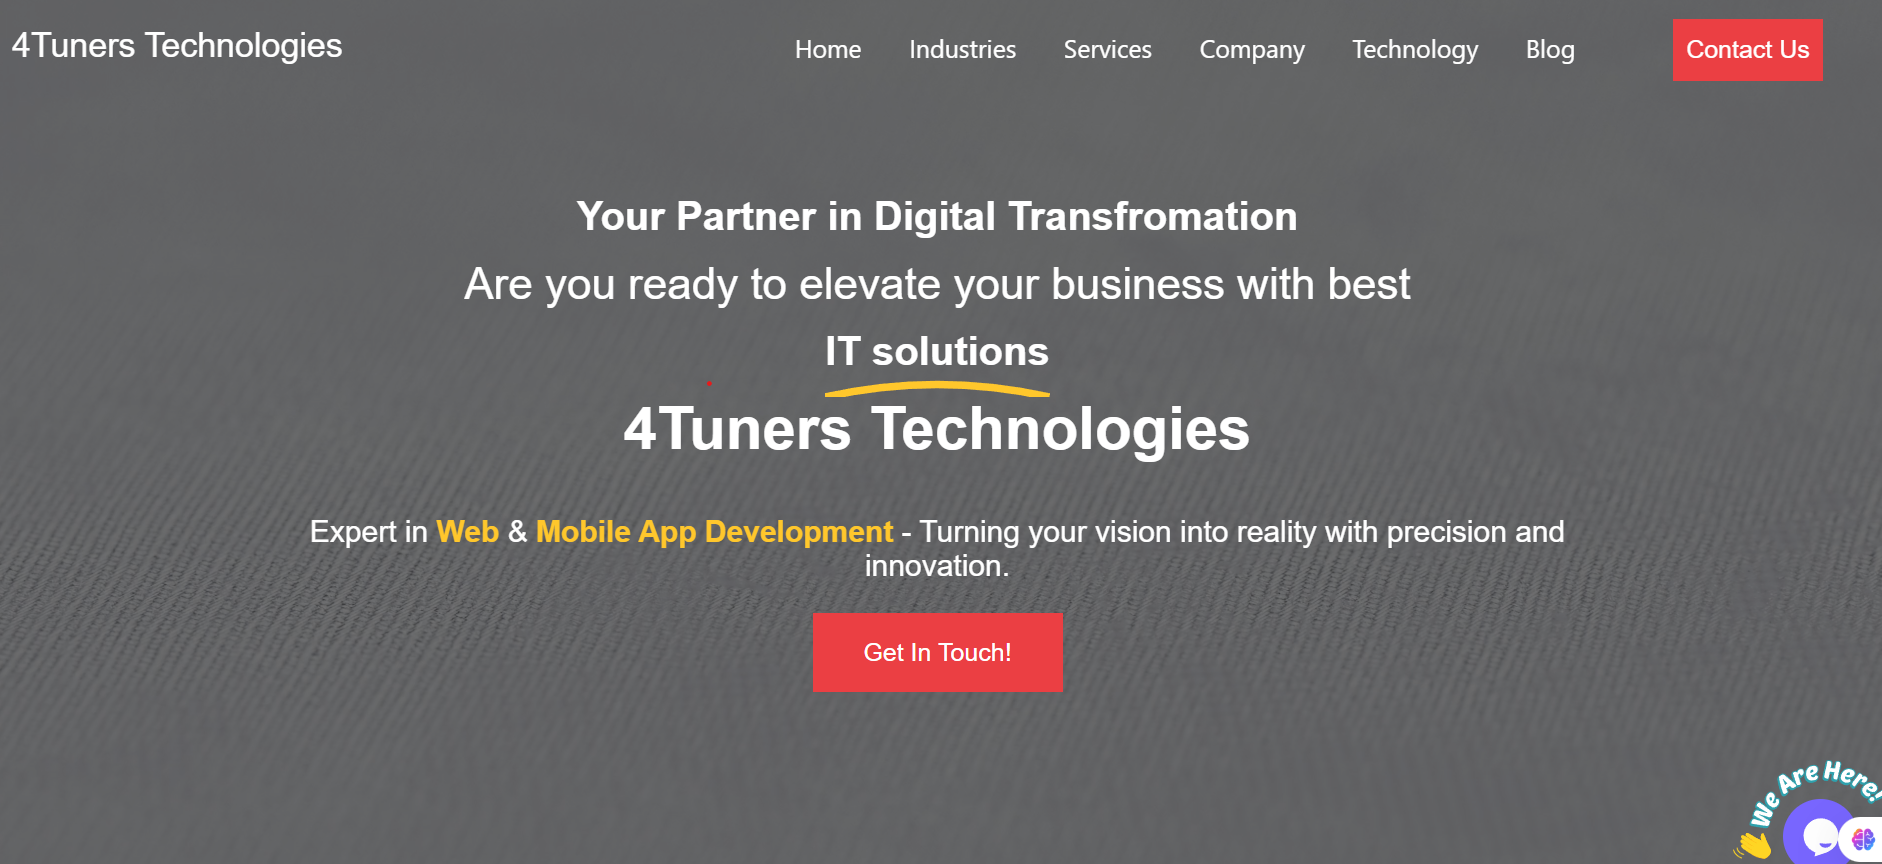 4Tuners Technologies
Home Industries Services Company Technology Blog Contact Us
Your Partner in Digital Transfromation
Are you ready to elevate your business with best
IT solutions
4Tuners Technologies
Expert in Web & Mobile App Development - Turning your vision into reality with precision and
innovation.
Get In Touch!
We Are Here!